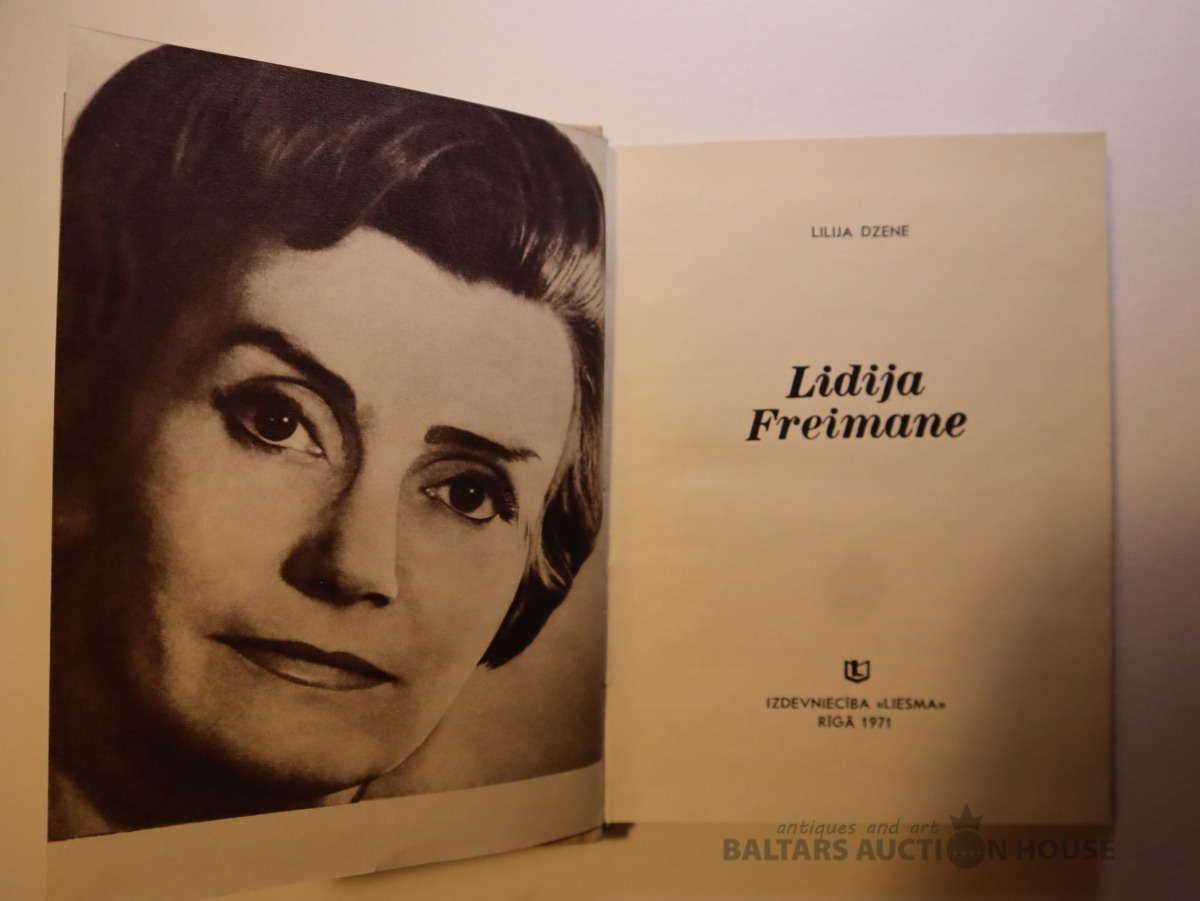 LILIJA DZENE
Lidija
Freimane
IZDEVNIECĪBA «LIESMA»
RĪGĀ 1971
antiques and art
BALTARS AUCTION HOUSE